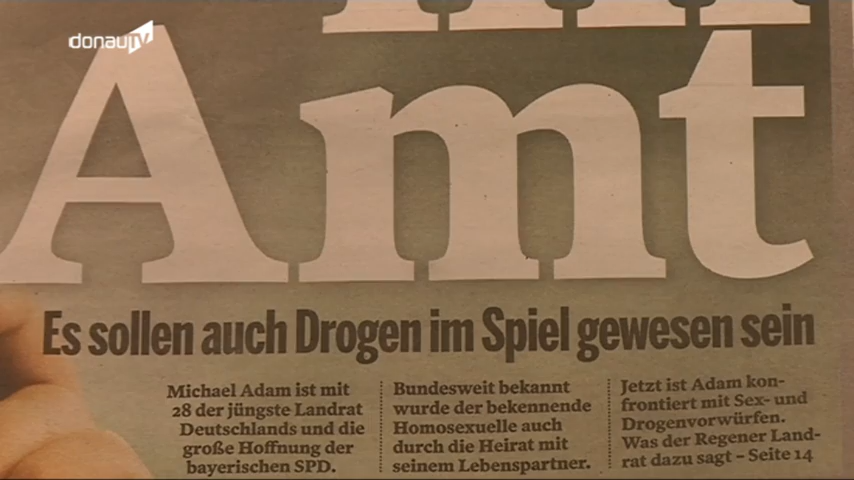 donauTV
Amt
Es sollen auch Drogen im Spiel gewesen sein
Michael Adam ist mit
28 der jüngste Landrat
Deutschlands und die
große Hoffnung der
bayerischen SPD.
Bundesweit bekannt
wurde der bekennende
Homosexuelle auch
durch die Heirat mit
seinem Lebenspartner.
Jetzt ist Adam kon-
frontiert mit Sex- und
Drogenvorwürfen.
Was der Regener Land-
rat dazu sagt – Seite 14